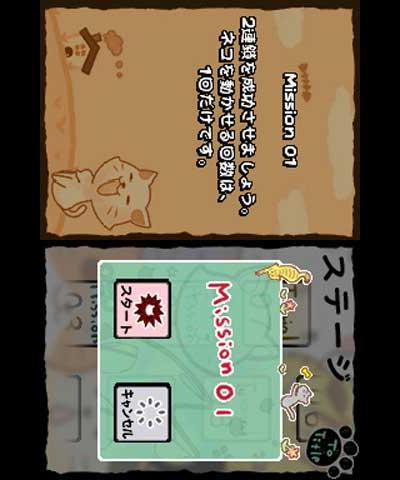 Mission 01
2連鎖を成功させましょう。
ネコを動かせる回数は、
1回だけです。
ステージ
Mission 01
スタート
キャンセル
To
Title